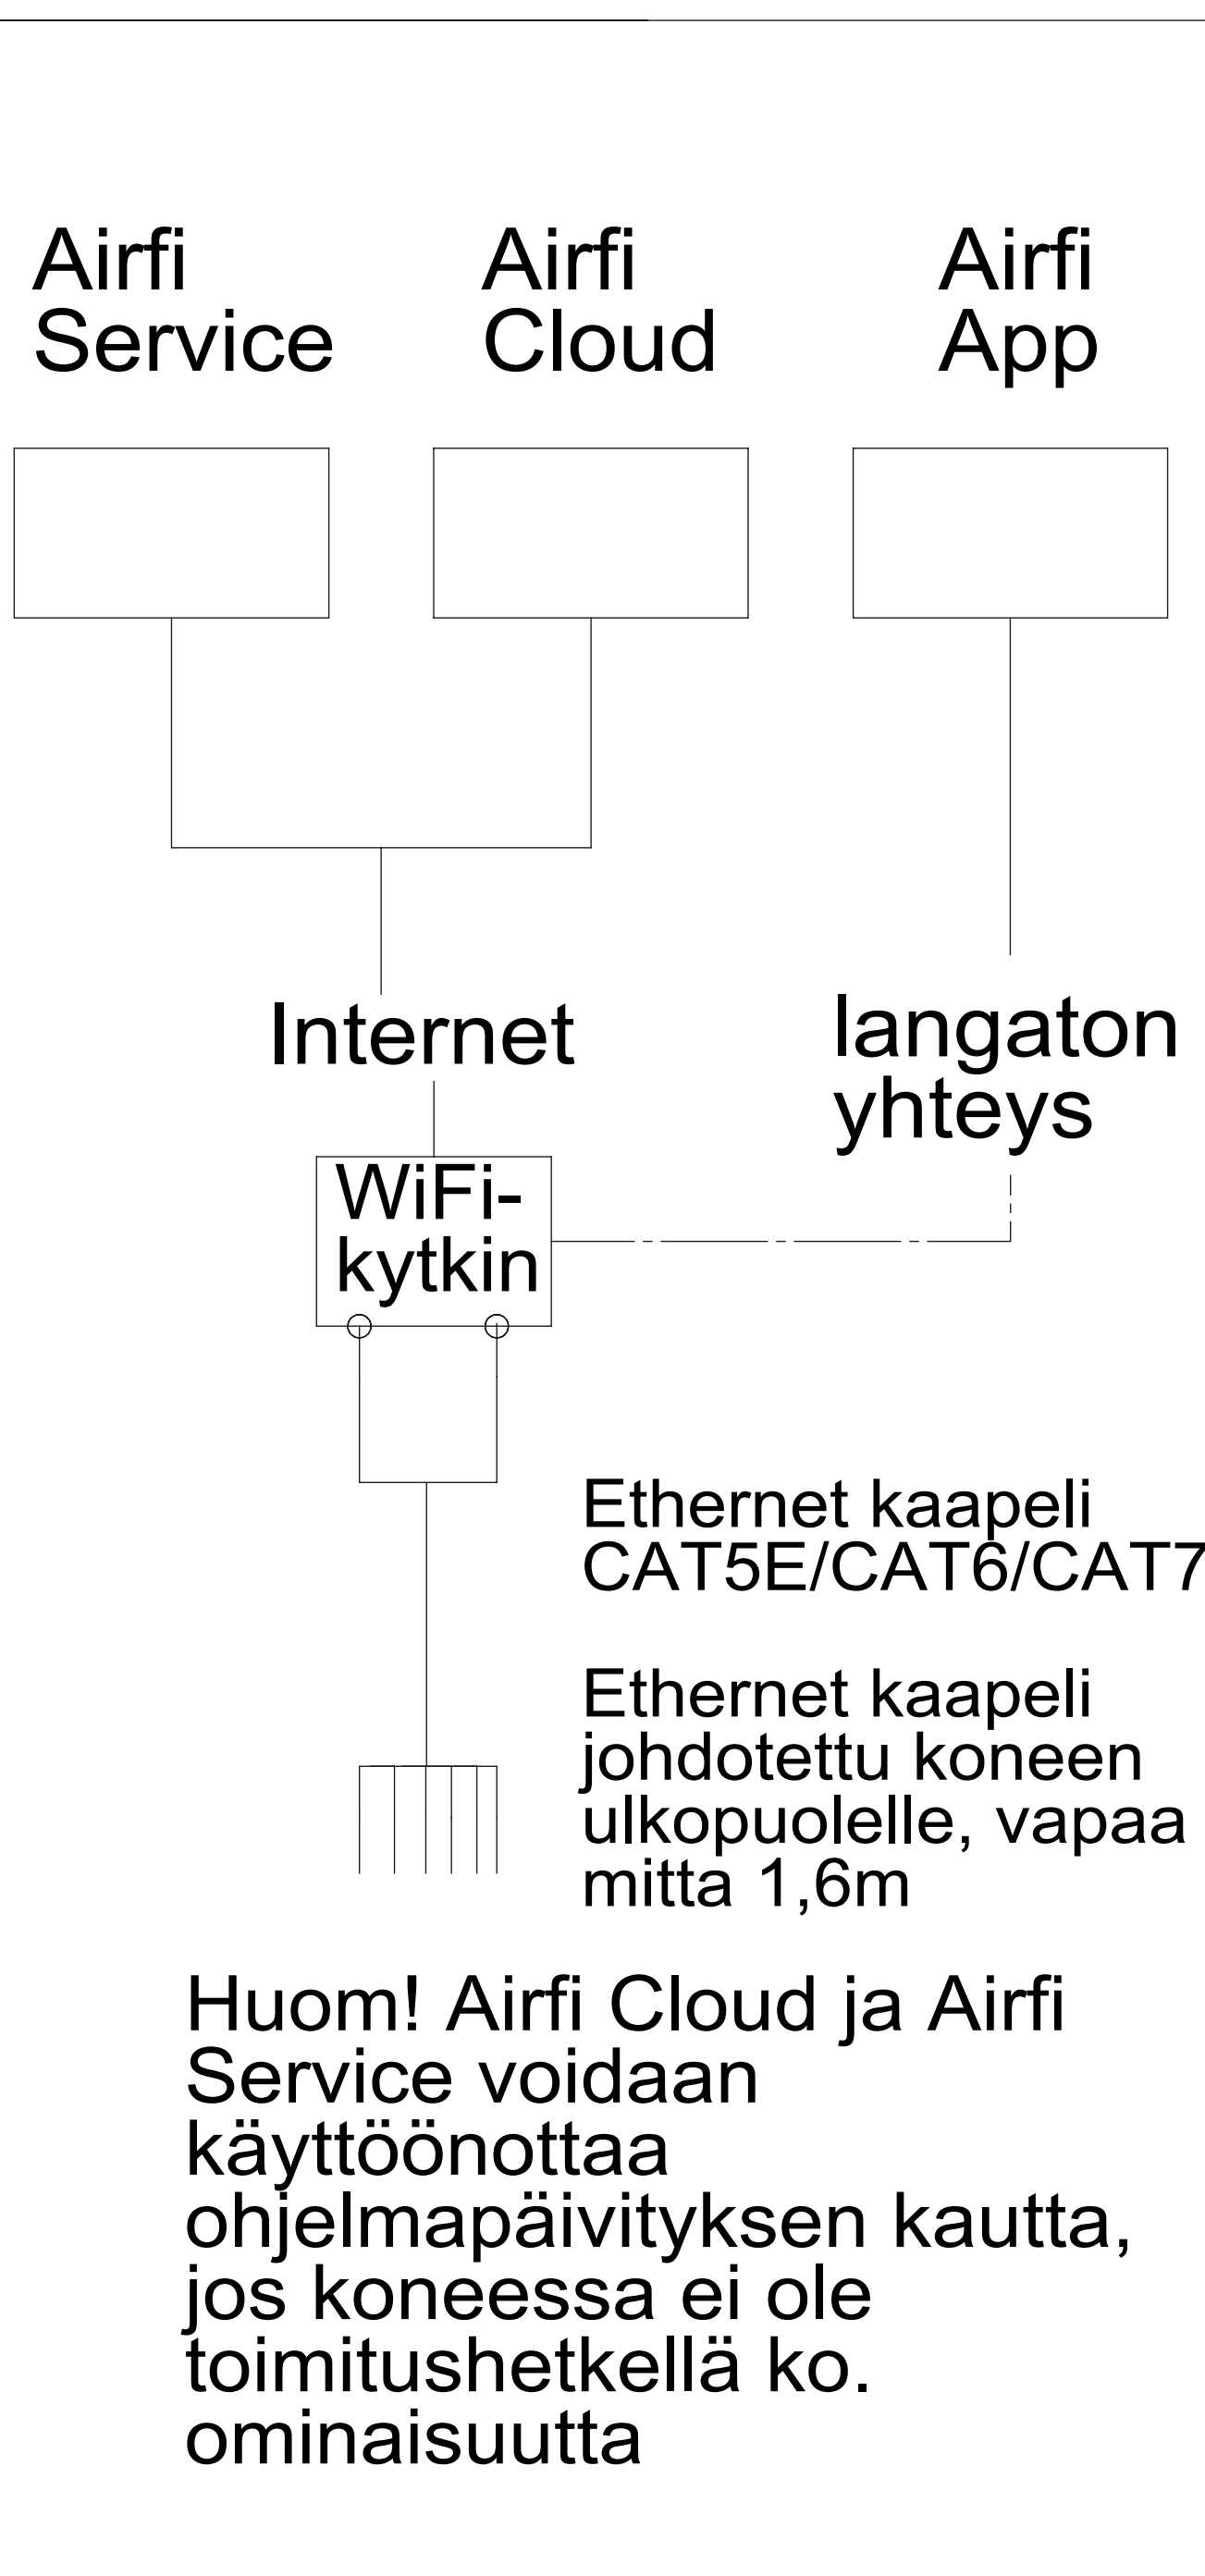 Airfi
Service
Airfi
Cloud
Airfi
App
Internet
langaton
yhteys
WiFi-
kytkin
Ethernet kaapeli
CAT5E/CAT6/CAT7
Ethernet kaapeli
johdotettu koneen
ulkopuolelle, vapaa
mitta 1,6m
Huom! Airfi Cloud ja Airfi
Service voidaan
käyttöönottaa
ohjelmapäivityksen kautta,
jos koneessa ei ole
toimitushetkellä ko.
ominaisuutta